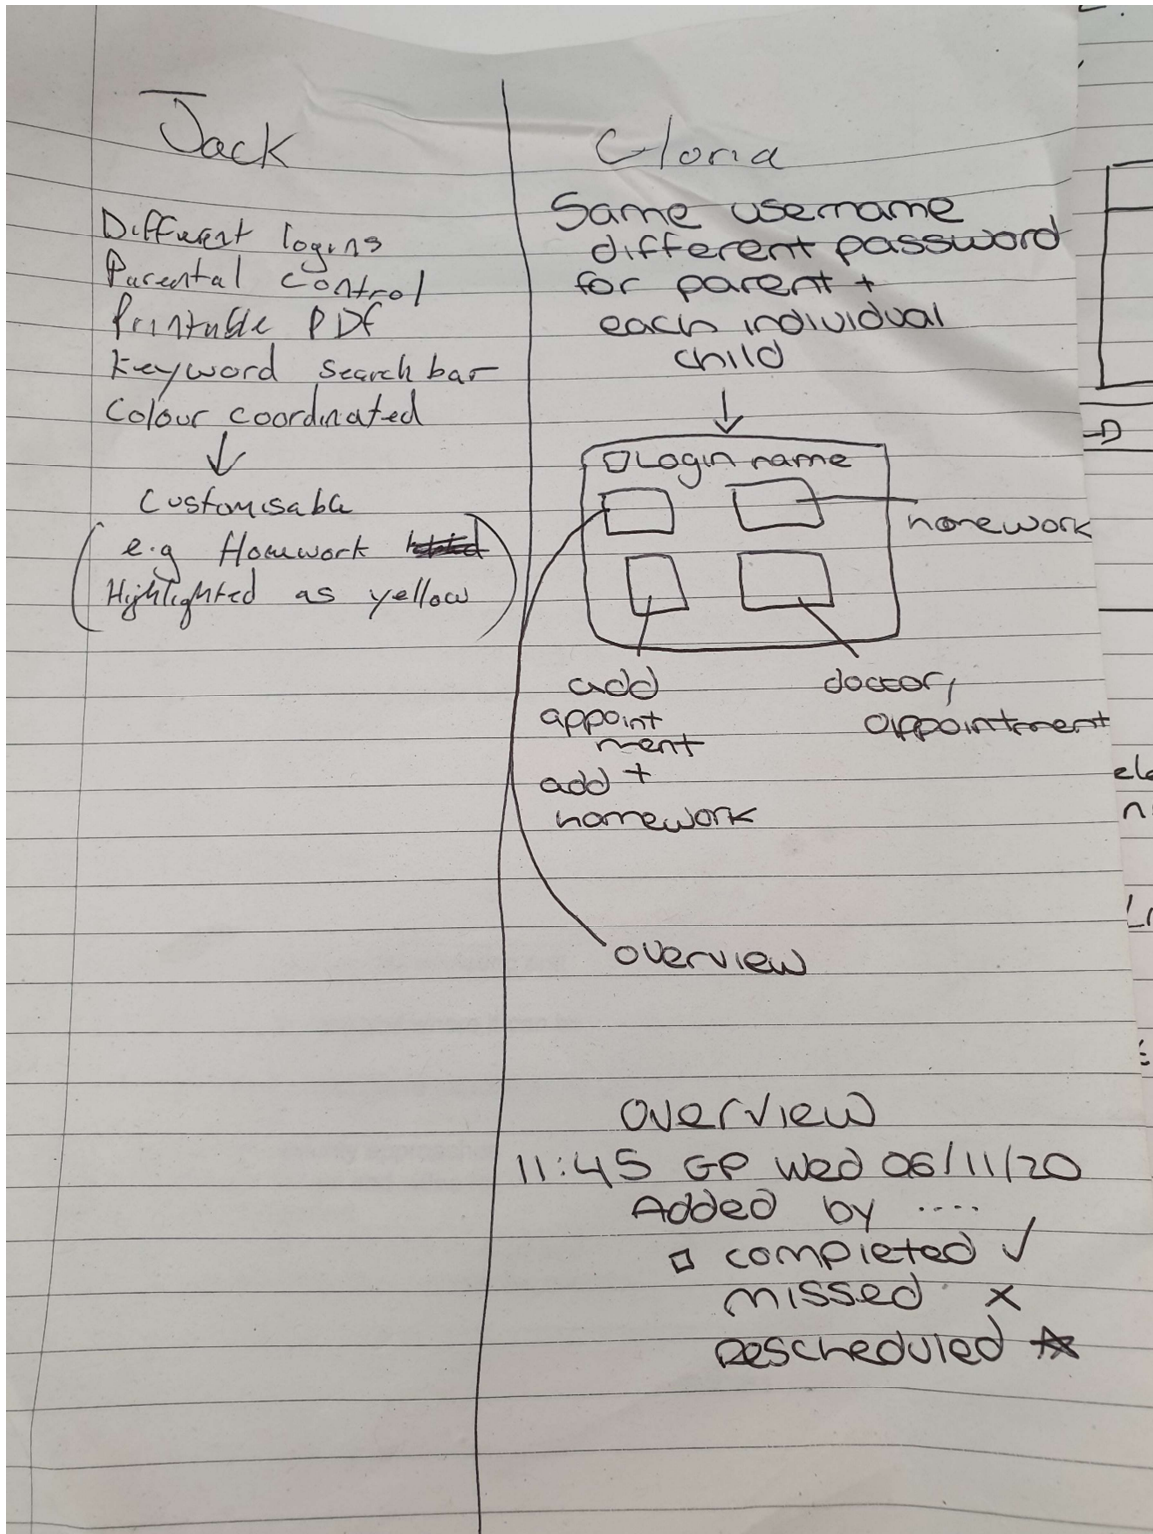 Jack
Different logins
Parental control
Printable PDF
Keyword search bar
Colour coordinated
↓
Customisable
(e.g Homework
Highlighted as yellow)
Gloria
Same username
different password
for parent +
each individual
child
↓
Login name
homework
add
appoint
ment
add +
homework
doctor,
appointment
overview
overview
11:45 GP Wed 06/11/20
Added by ....
□ completed ✓
missed x
Rescheduled ☆